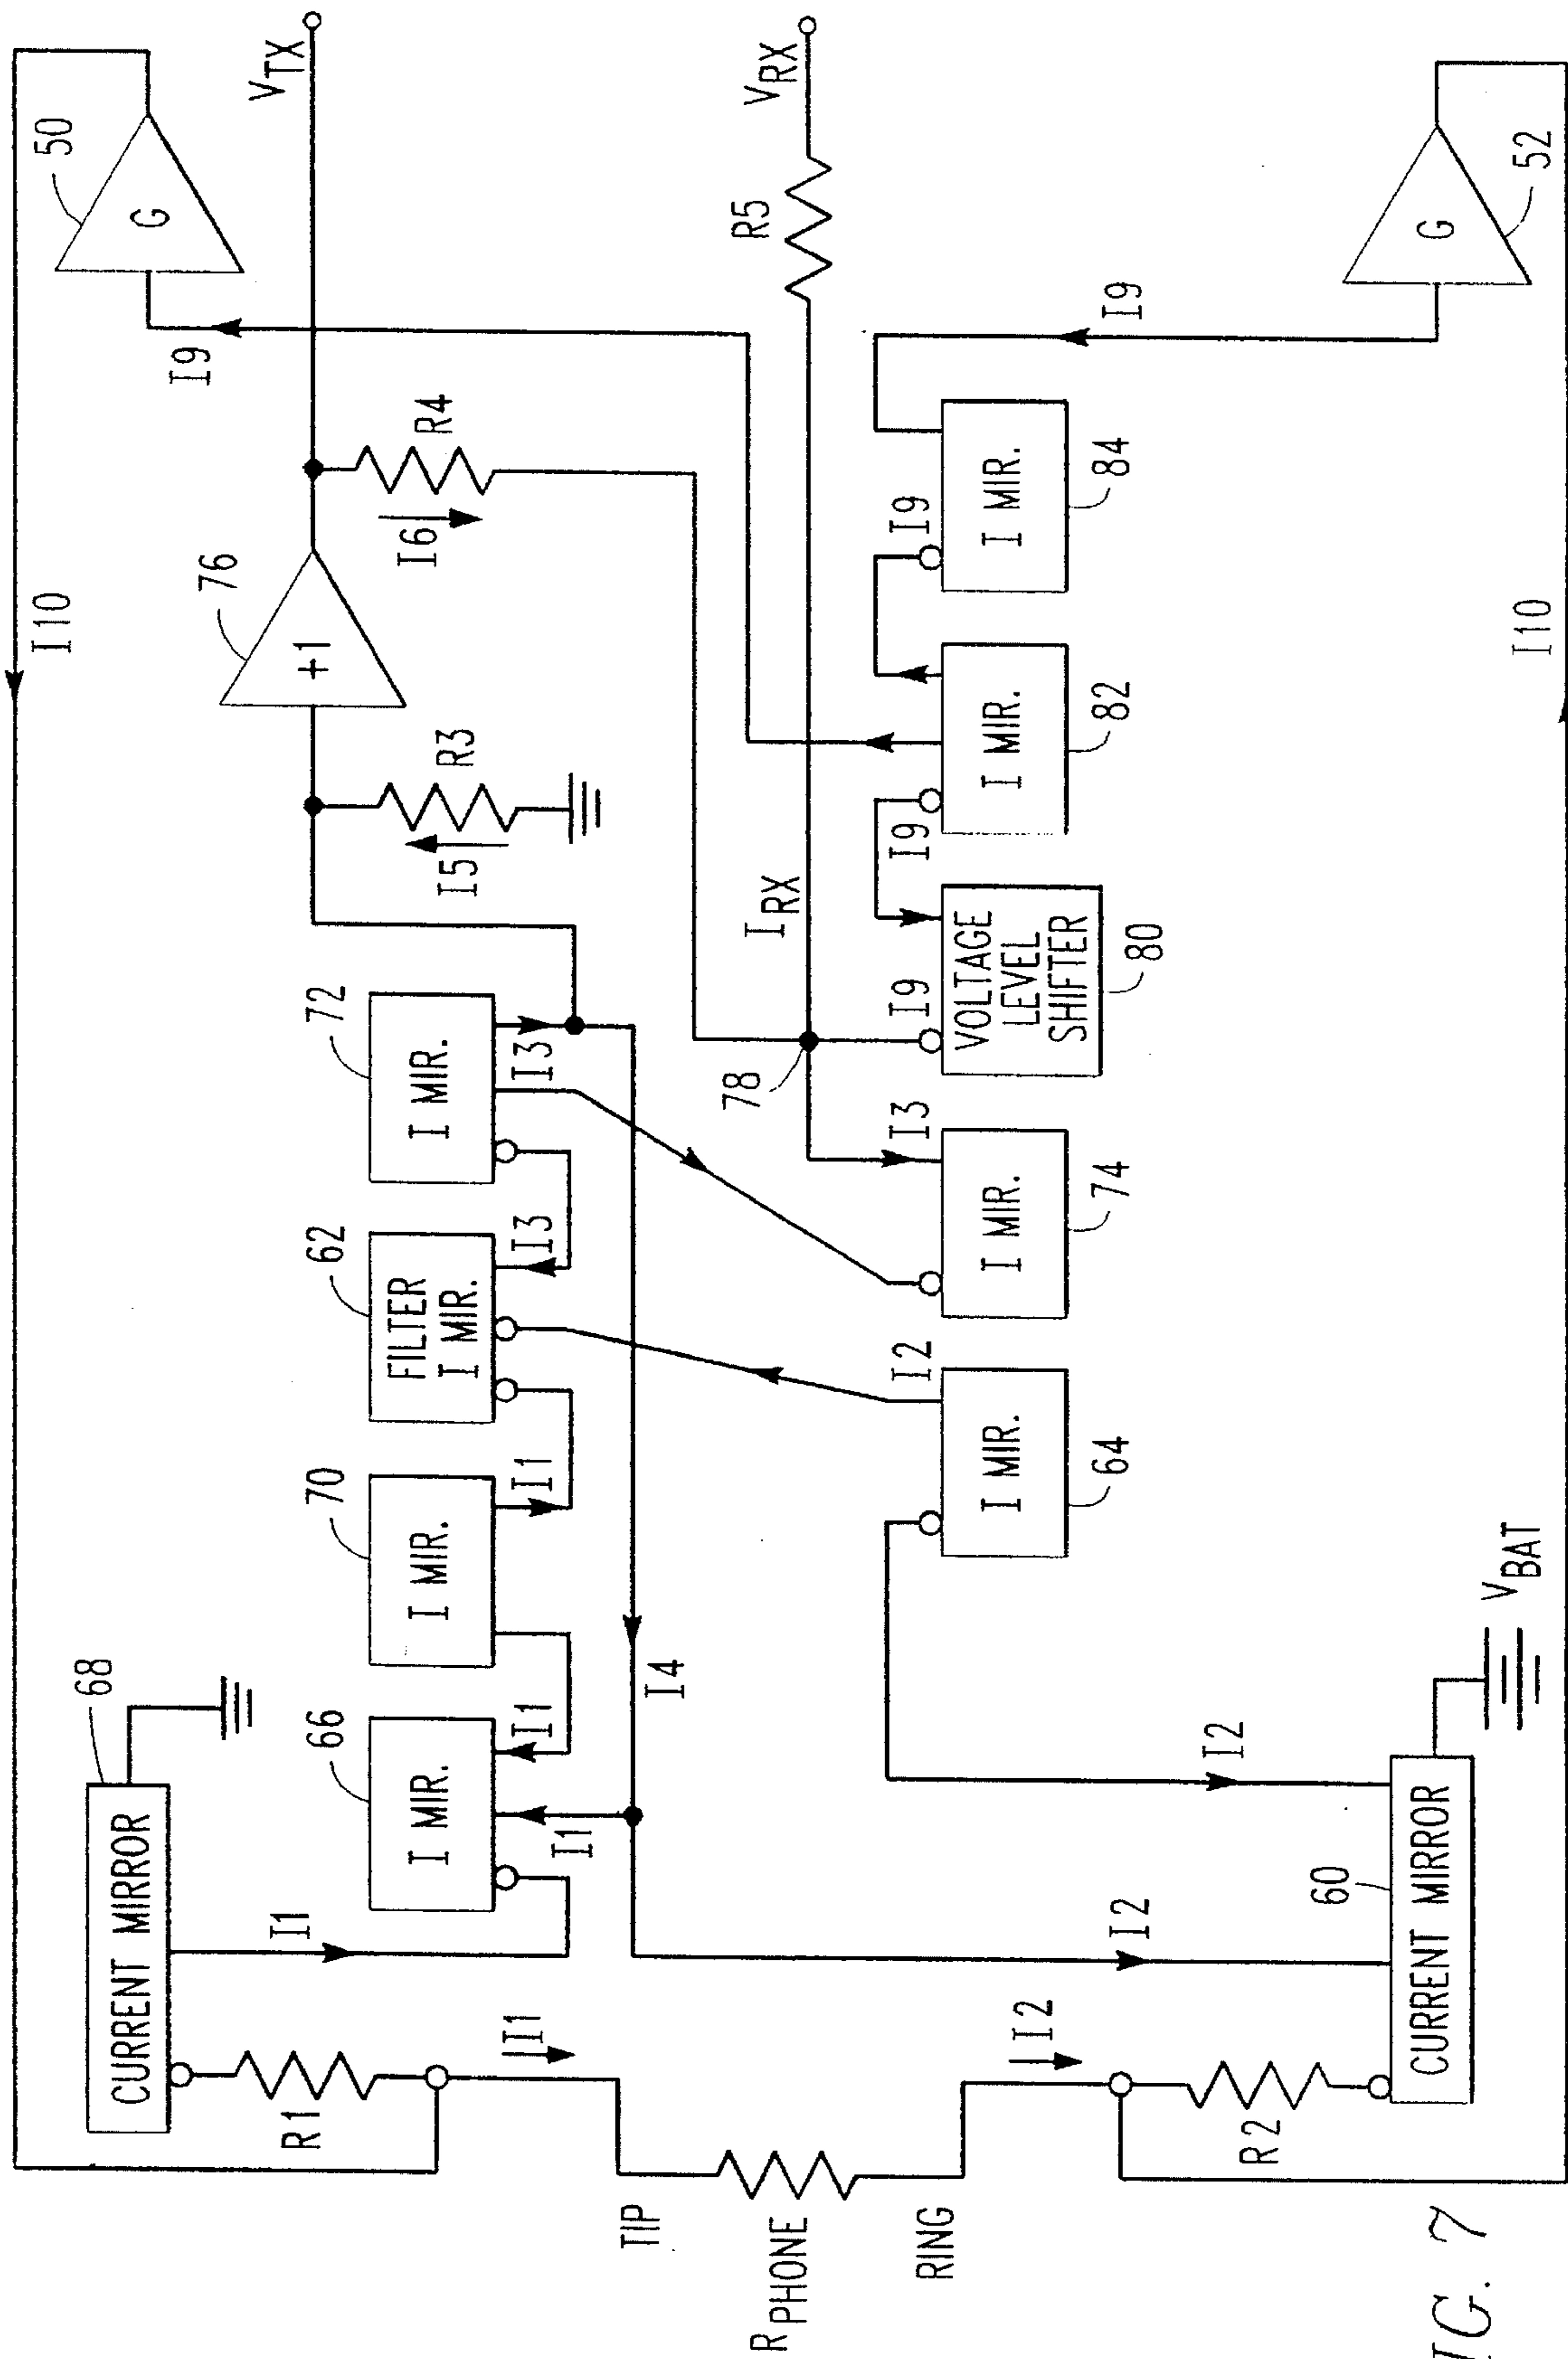 I10
50
G
VTX
I9
76
+1
R4
I6
VRX
R5
R3
I5
68
CURRENT MIRROR
I1
R1
66
I MIR.
I1
I1
70
I MIR.
I1
62
FILTER
I MIR.
I3
72
I MIR.
I3
I4
II1
TIP
RPHONE
RING
II2
IRX
78
I2
64
I MIR.
I3
74
I MIR.
I9
VOLTAGE
LEVEL
SHIFTER
80
I9
I MIR.
82
I9
I MIR.
84
I9
G
52
I2
I2
60
CURRENT MIRROR
R2
VBAT
I10
IG. 7